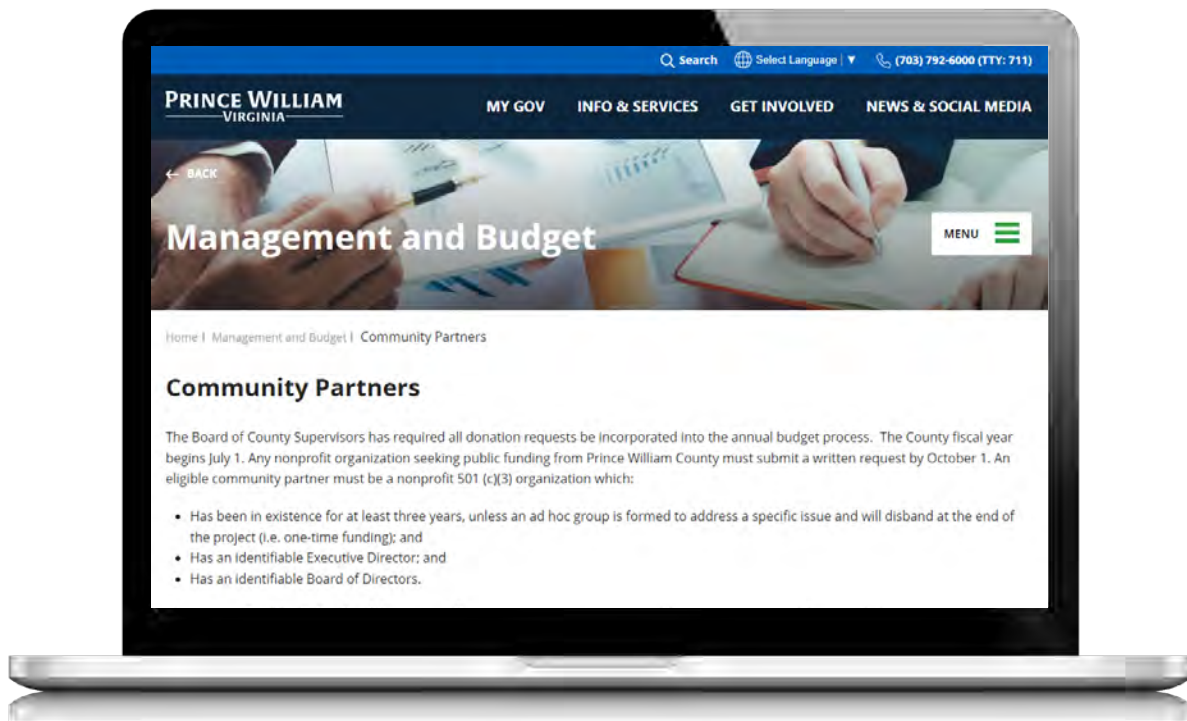 Search Select Language | ▼ (703) 792-6000 (TTY: 711)
PRINCE WILLIAM
VIRGINIA
MY GOV INFO & SERVICES GET INVOLVED NEWS & SOCIAL MEDIA
← BACK
Management and Budget
MENU
Home | Management and Budget | Community Partners
Community Partners
The Board of County Supervisors has required all donation requests be incorporated into the annual budget process. The County fiscal year
begins July 1. Any nonprofit organization seeking public funding from Prince William County must submit a written request by October 1. An
eligible community partner must be a nonprofit 501 (c)(3) organization which:
• Has been in existence for at least three years, unless an ad hoc group is formed to address a specific issue and will disband at the end of
the project (i.e. one-time funding); and
• Has an identifiable Executive Director; and
• Has an identifiable Board of Directors.